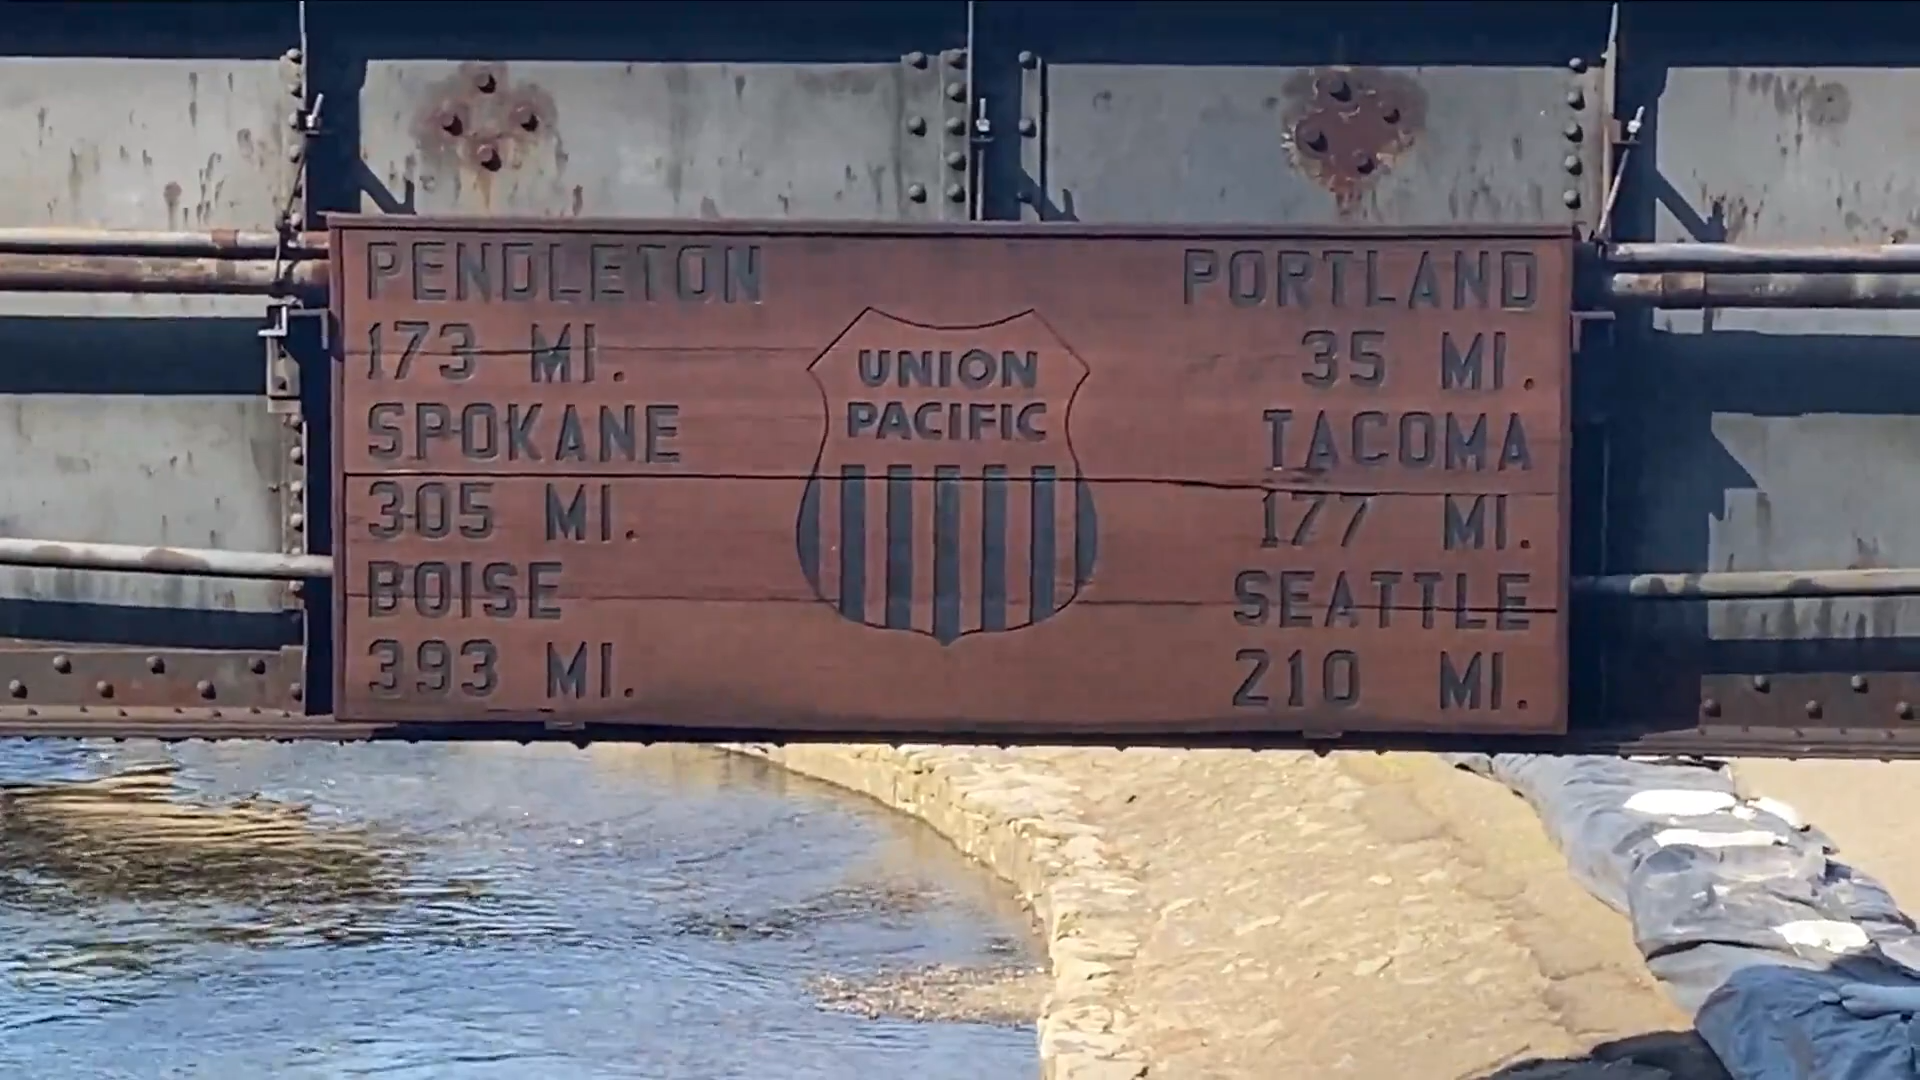 PENDLETON
173 MI.
SPOKANE
305 MI.
BOISE
393 MI.
UNION
PACIFIC
PORTLAND
35 MI.
TACOMA
177 MI.
SEATTLE
210 MI.